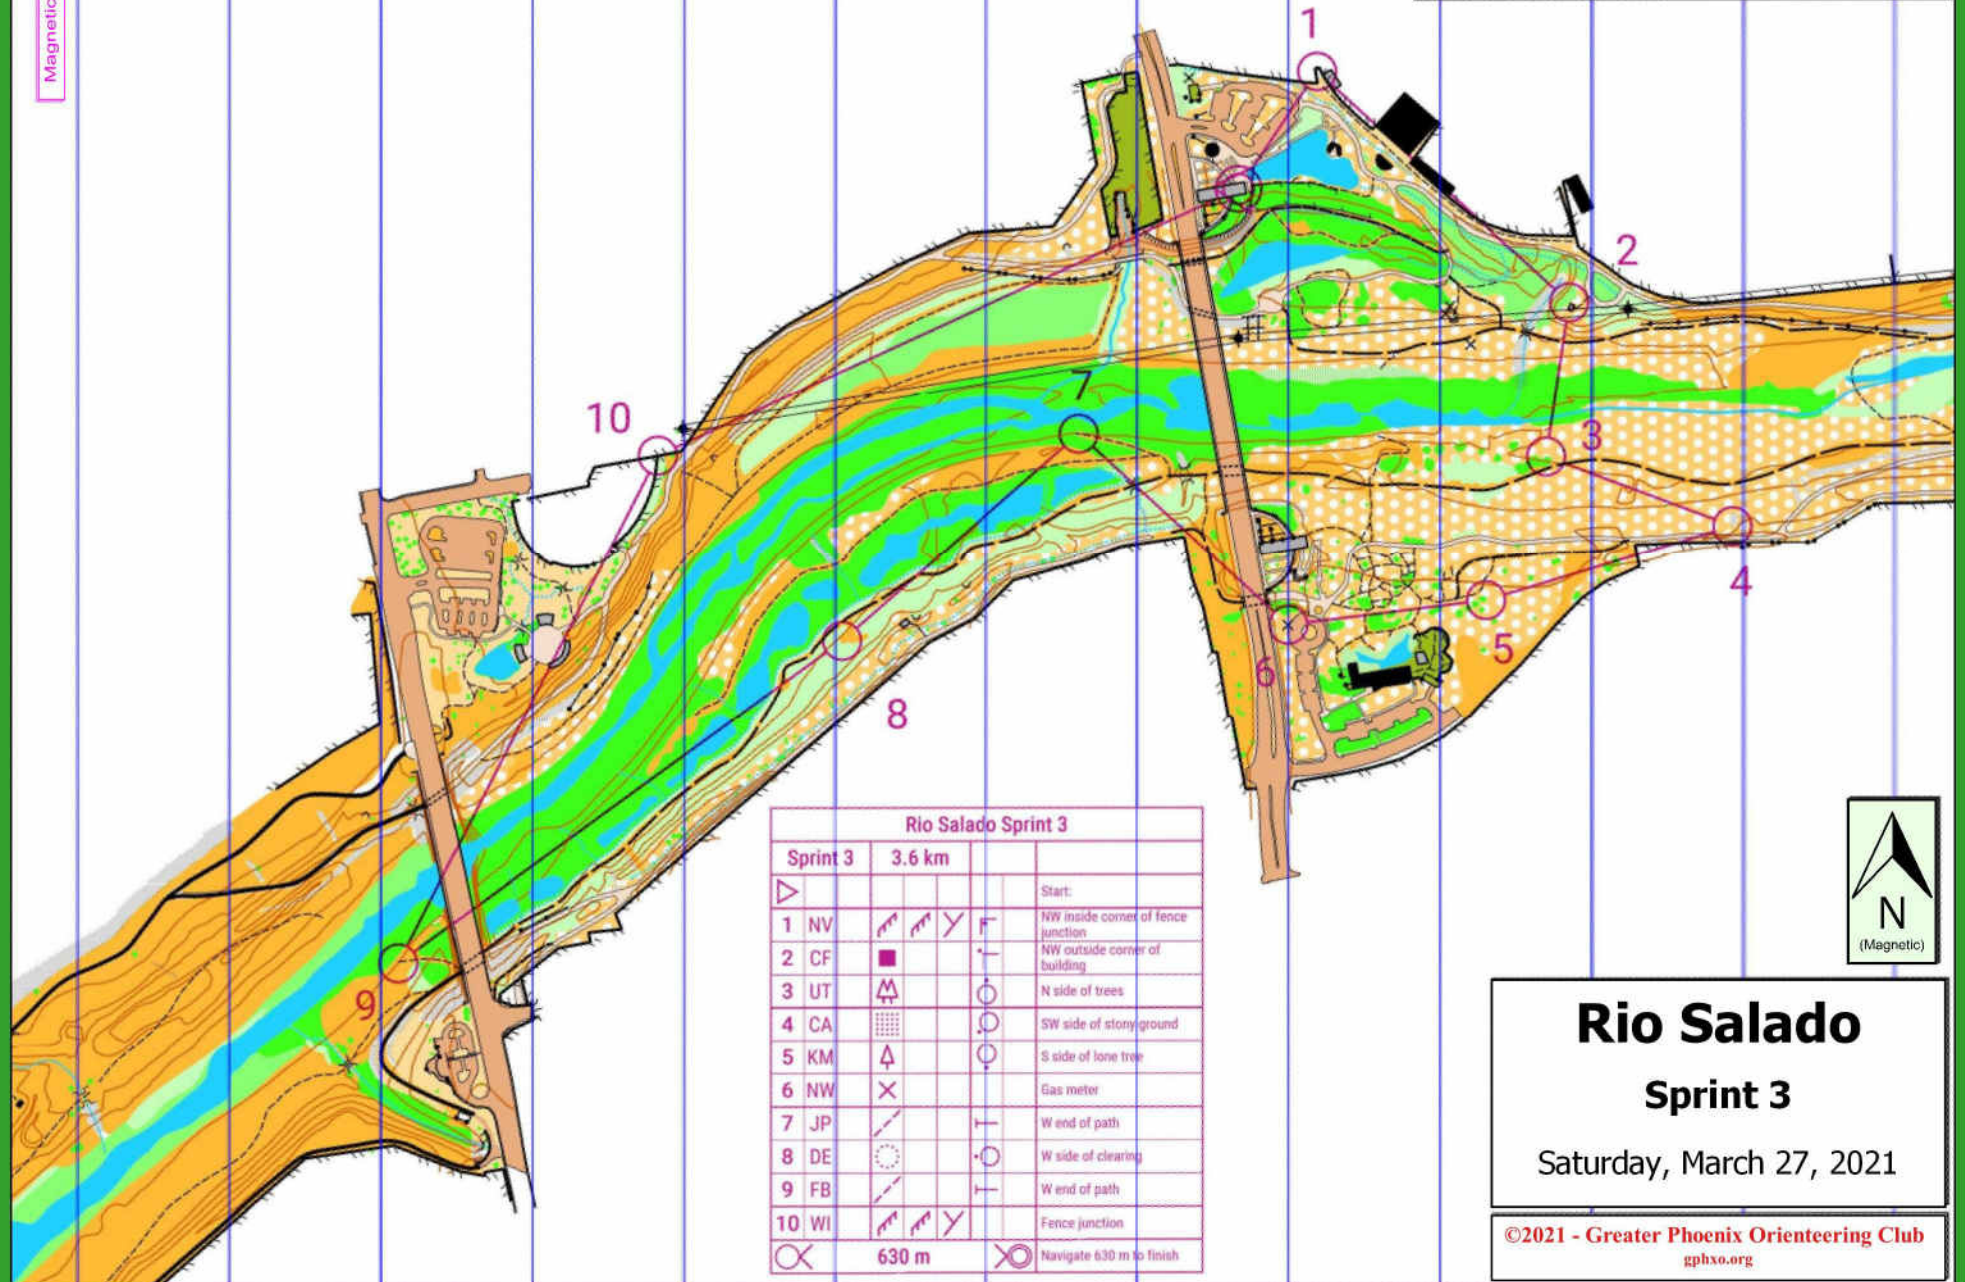 Magnetic
1
2
3
4
5
6
7
8
9
10
Rio Salado Sprint 3
Sprint 3 3.6 km
Start:
1 NV NW inside corner of fence
junction
2 CF NW outside corner of
building
3 UT N side of trees
4 CA SW side of stony ground
5 KM S side of lone tree
6 NW Gas meter
7 JP W end of path
8 DE W side of clearing
9 FB W end of path
10 WI Fence junction
630 m Navigate 630 m to finish
N
(Magnetic)
Rio Salado
Sprint 3
Saturday, March 27, 2021
©2021 - Greater Phoenix Orienteering Club
gphxo.org